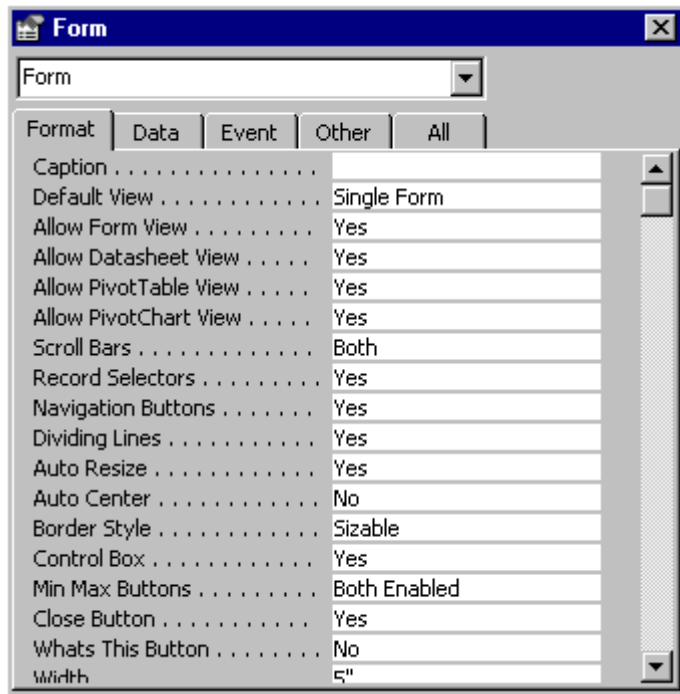 Form
Form
Format Data Event Other All
Caption . . . . . . . . . . . . . . .
Default View . . . . . . . . . . . . Single Form
Allow Form View . . . . . . . . . Yes
Allow Datasheet View . . . . . Yes
Allow PivotTable View . . . . . Yes
Allow PivotChart View . . . . . Yes
Scroll Bars . . . . . . . . . . . . . Both
Record Selectors . . . . . . . . . Yes
Navigation Buttons . . . . . . . Yes
Dividing Lines . . . . . . . . . . . Yes
Auto Resize . . . . . . . . . . . . Yes
Auto Center . . . . . . . . . . . . No
Border Style . . . . . . . . . . . . Sizable
Control Box . . . . . . . . . . . . Yes
Min Max Buttons . . . . . . . . . Both Enabled
Close Button . . . . . . . . . . . Yes
Whats This Button . . . . . . . . No
Width 5"